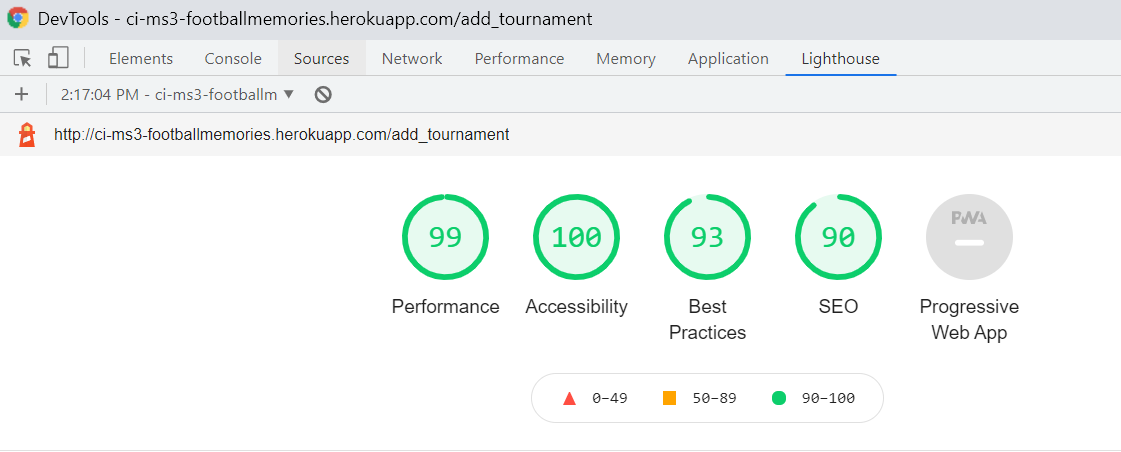 DevTools - ci-ms3-footballmemories.herokuapp.com/add_tournament
Elements Console Sources Network Performance Memory Application Lighthouse
2:17:04 PM - ci-ms3-footballm
http://ci-ms3-footballmemories.herokuapp.com/add_tournament
99 100 93 90 PWA
Performance Accessibility Best Practices SEO Progressive Web App
0–49 50–89 90–100